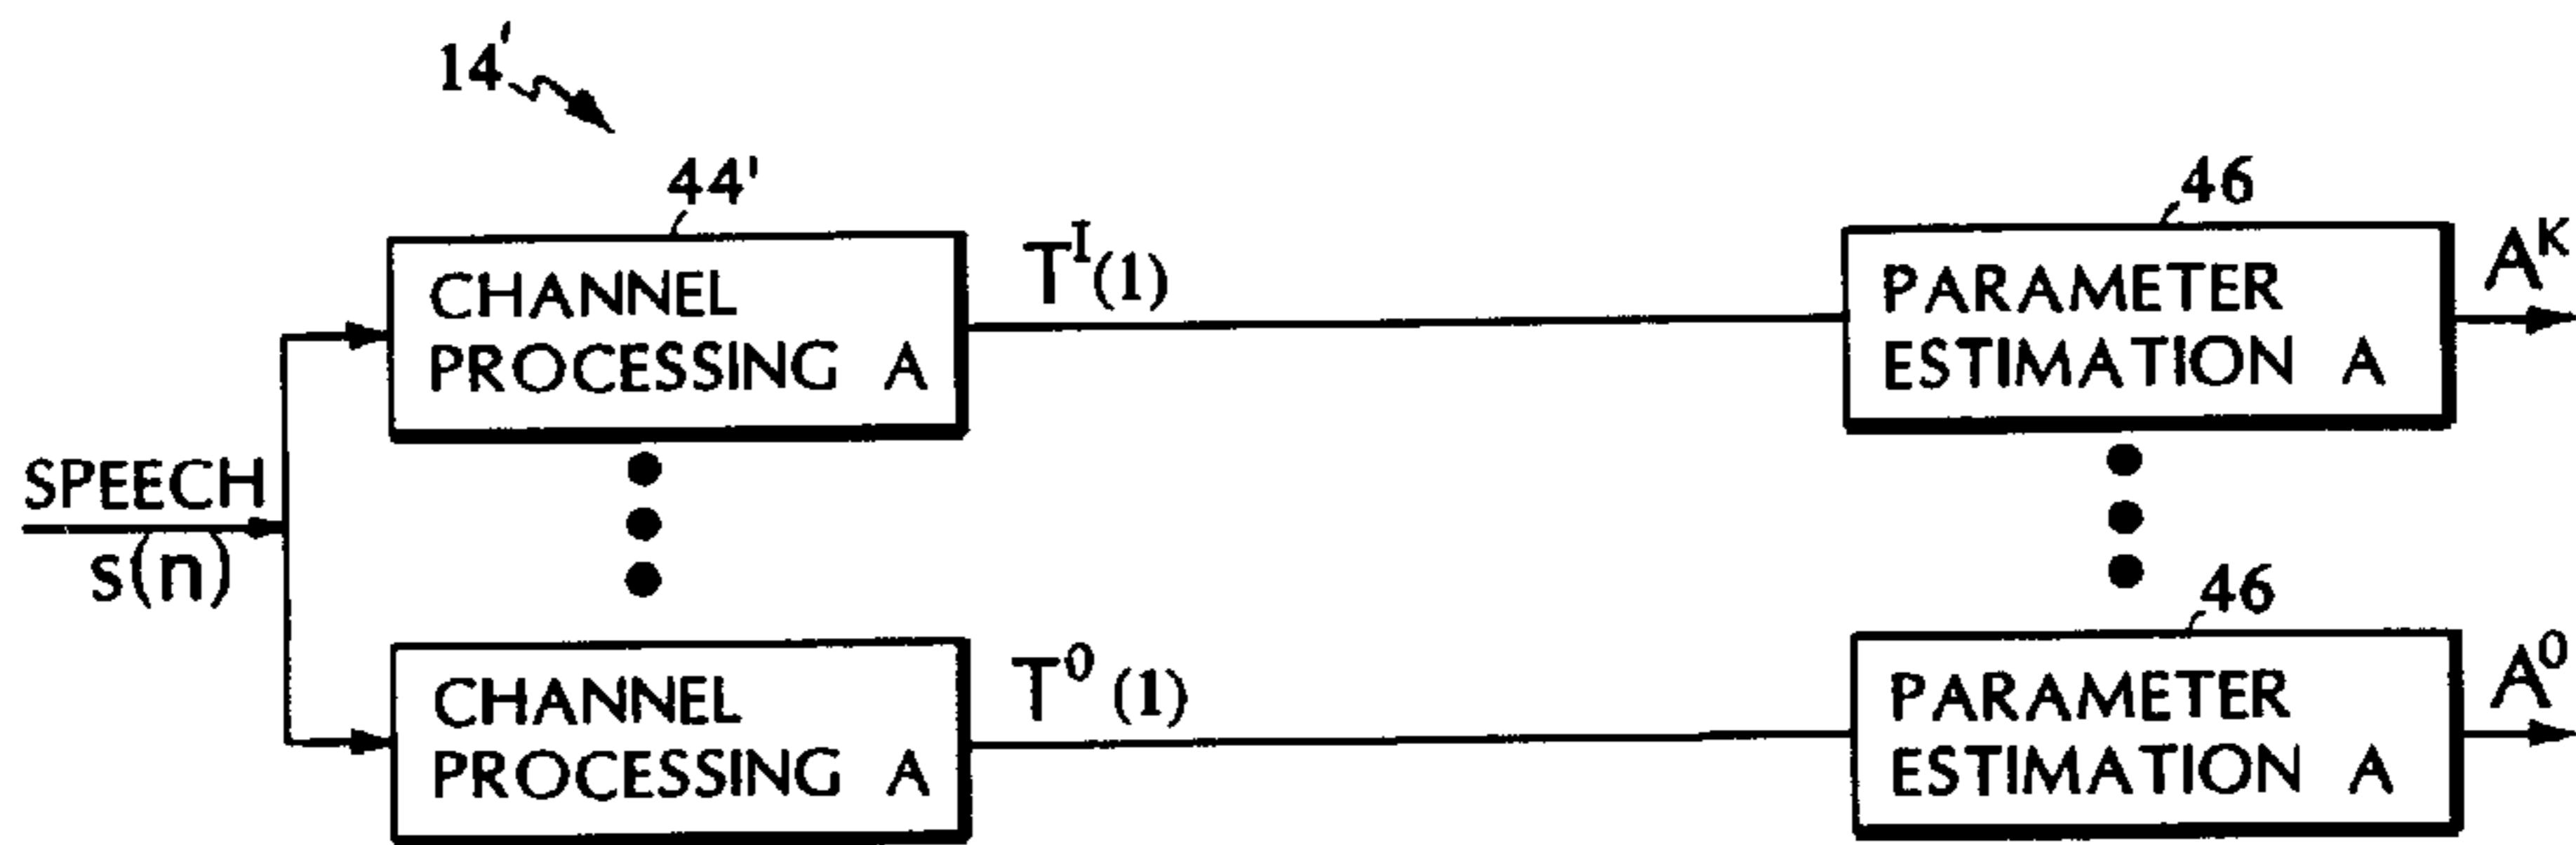 14'
44'
46
CHANNEL
PROCESSING A
T^I(1)
PARAMETER
ESTIMATION A
A^K
SPEECH
s(n)
46
CHANNEL
PROCESSING A
T^0 (1)
PARAMETER
ESTIMATION A
A^0